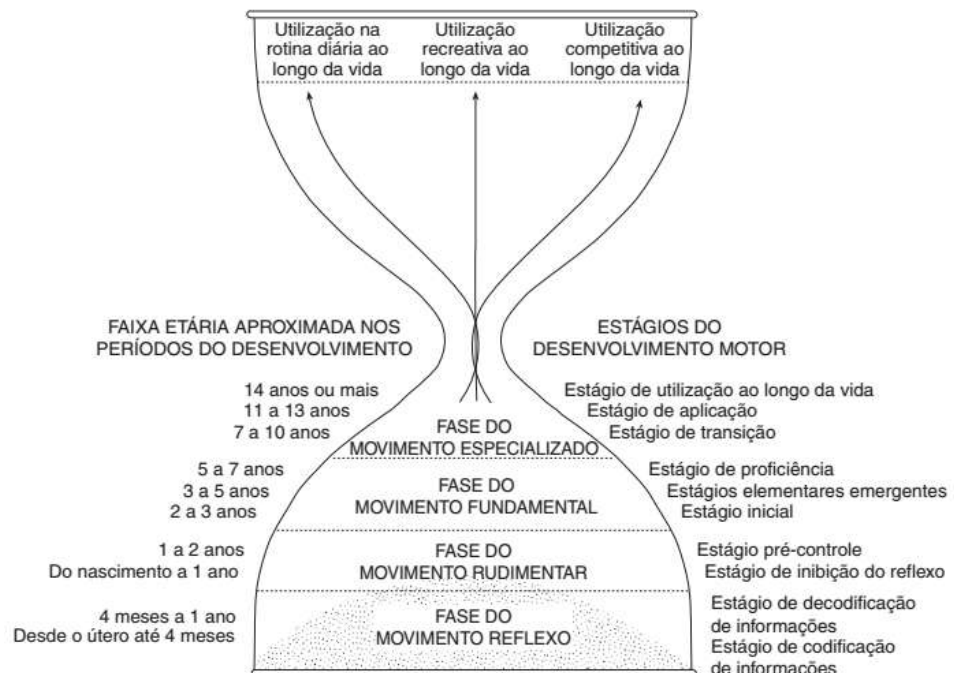 Utilização na
rotina diária ao
longo da vida
Utilização
recreativa ao
longo da vida
Utilização
competitiva ao
longo da vida
FAIXA ETÁRIA APROXIMADA NOS
PERÍODOS DO DESENVOLVIMENTO
ESTÁGIOS DO
DESENVOLVIMENTO MOTOR
14 anos ou mais
11 a 13 anos
7 a 10 anos
FASE DO
MOVIMENTO ESPECIALIZADO
Estágio de utilização ao longo da vida
Estágio de aplicação
Estágio de transição
5 a 7 anos
3 a 5 anos
2 a 3 anos
FASE DO
MOVIMENTO FUNDAMENTAL
Estágio de proficiência
Estágios elementares emergentes
Estágio inicial
1 a 2 anos
Do nascimento a 1 ano
FASE DO
MOVIMENTO RUDIMENTAR
Estágio pré-controle
Estágio de inibição do reflexo
4 meses a 1 ano
Desde o útero até 4 meses
FASE DO
MOVIMENTO REFLEXO
Estágio de decodificação
de informações
Estágio de codificação
de informações